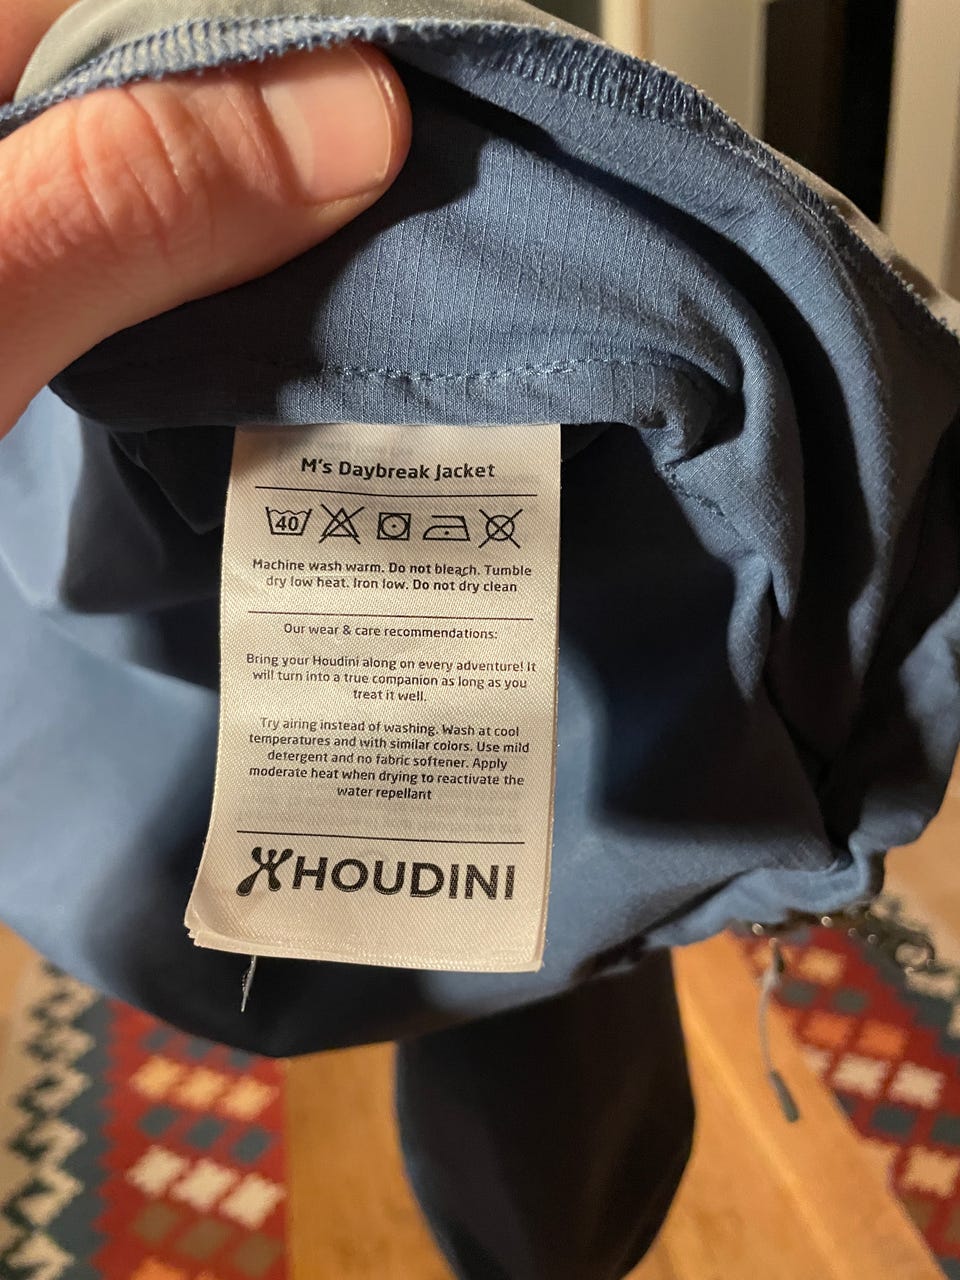 M's Daybreak Jacket
40
Machine wash warm. Do not bleach. Tumble
dry low heat. Iron low. Do not dry clean
Our wear & care recommendations:
Bring your Houdini along on every adventure! It
will turn into a true companion as long as you
treat it well.
Try airing instead of washing. Wash at cool
temperatures and with similar colors. Use mild
detergent and no fabric softener. Apply
moderate heat when drying to reactivate the
water repellant
HOUDINI